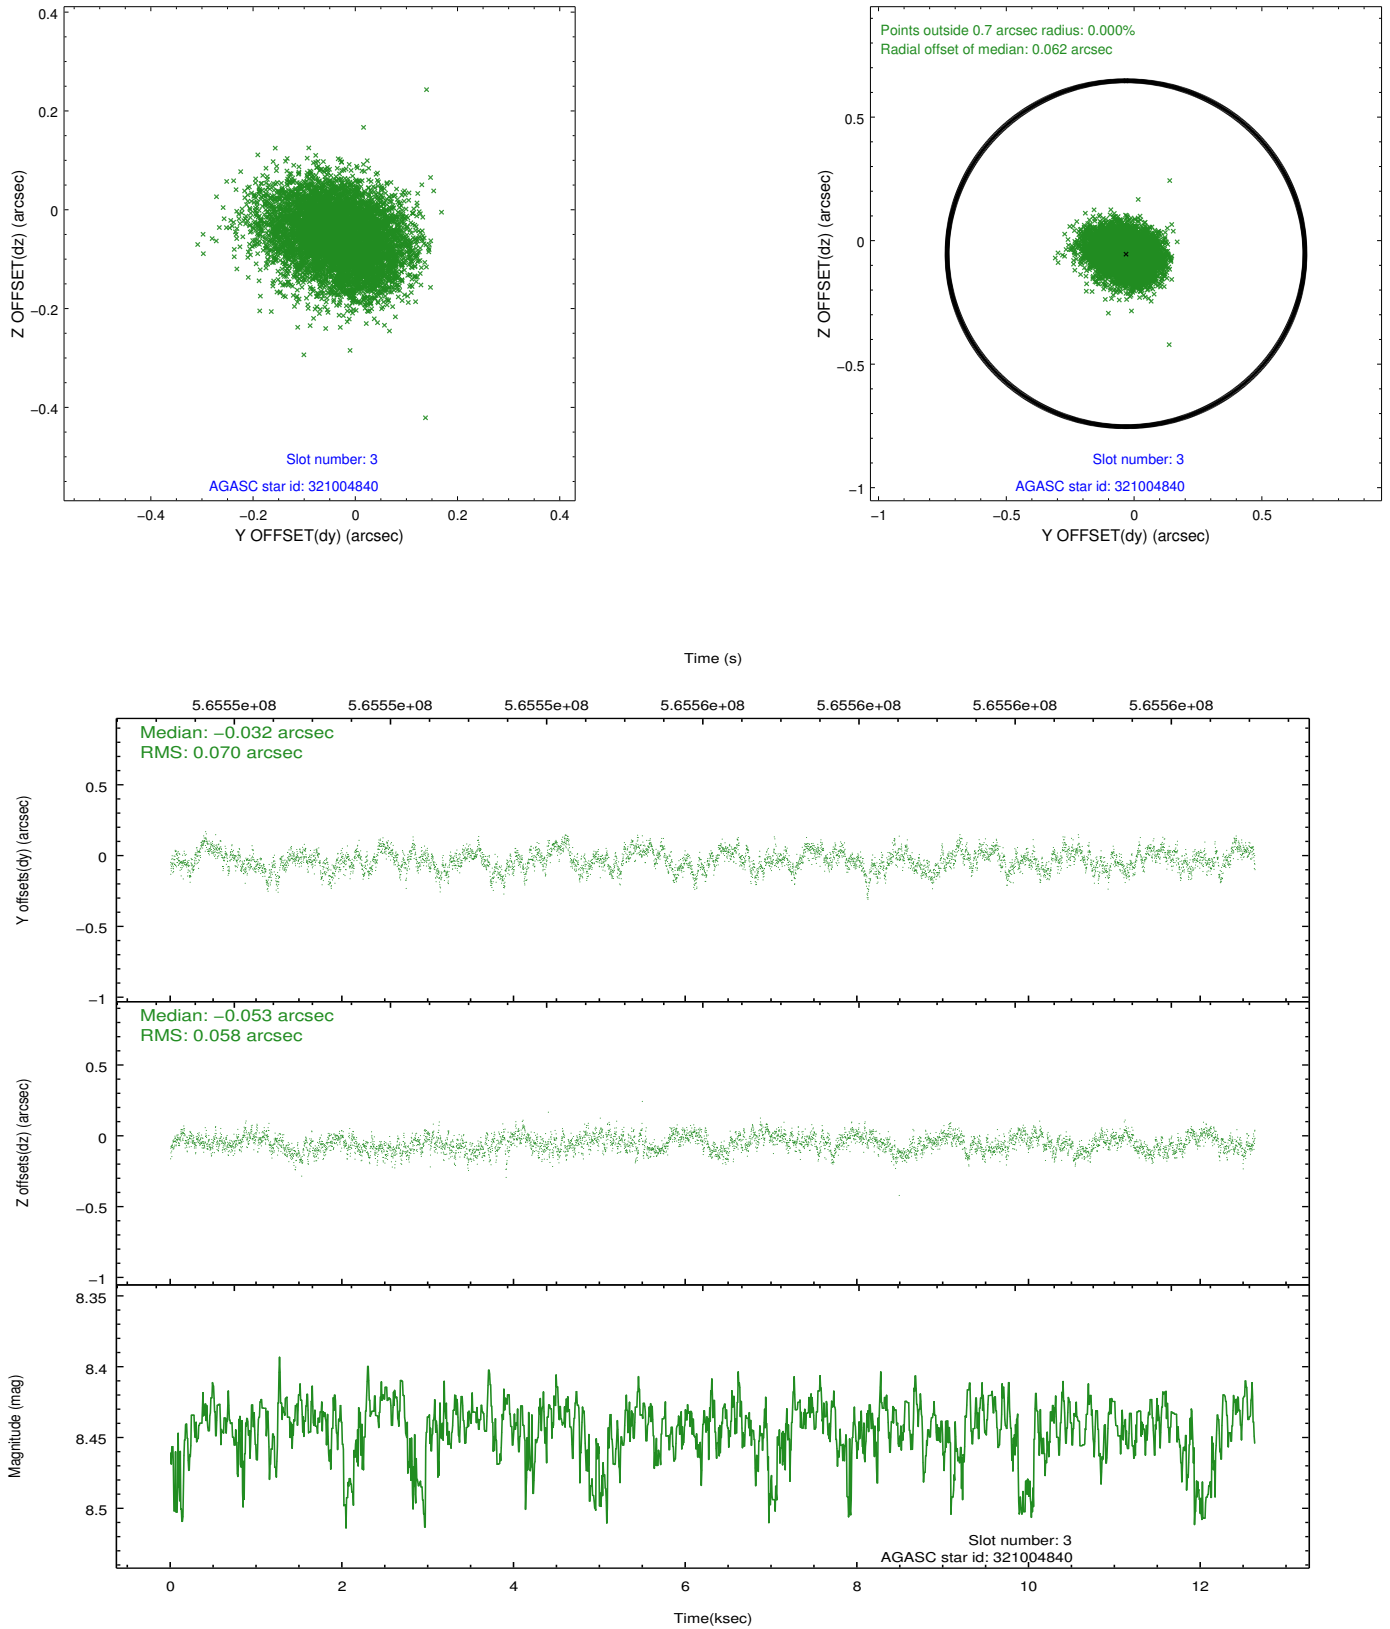 0.4
0.2
0
−0.2
−0.4
Z OFFSET(dz) (arcsec)
Slot number: 3
AGASC star id: 321004840
−0.4
−0.2
0
0.2
0.4
Y OFFSET(dy) (arcsec)
Points outside 0.7 arcsec radius: 0.000%
Radial offset of median: 0.062 arcsec
0.5
0
−0.5
−1
Z OFFSET(dz) (arcsec)
Slot number: 3
AGASC star id: 321004840
−1
−0.5
0
0.5
Y OFFSET(dy) (arcsec)
Time (s)
5.6555e+08
5.6555e+08
5.6555e+08
5.6556e+08
5.6556e+08
5.6556e+08
5.6556e+08
Median: −0.032 arcsec
RMS: 0.070 arcsec
0.5
0
−0.5
−1
Y offsets(dy) (arcsec)
Median: −0.053 arcsec
RMS: 0.058 arcsec
0.5
0
−0.5
−1
Z offsets(dz) (arcsec)
8.35
8.4
8.45
8.5
Magnitude (mag)
Slot number: 3
AGASC star id: 321004840
0
2
4
6
8
10
12
Time(ksec)